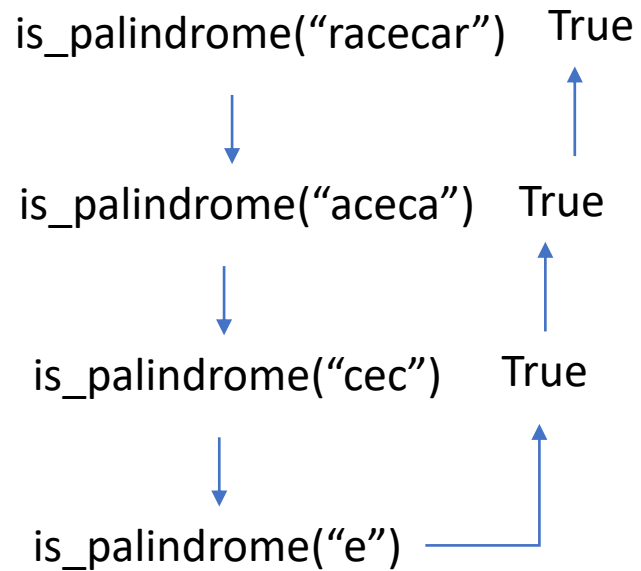 is_palindrome(“racecar”) True
is_palindrome(“aceca”) True
is_palindrome(“cec”) True
is_palindrome(“e”)